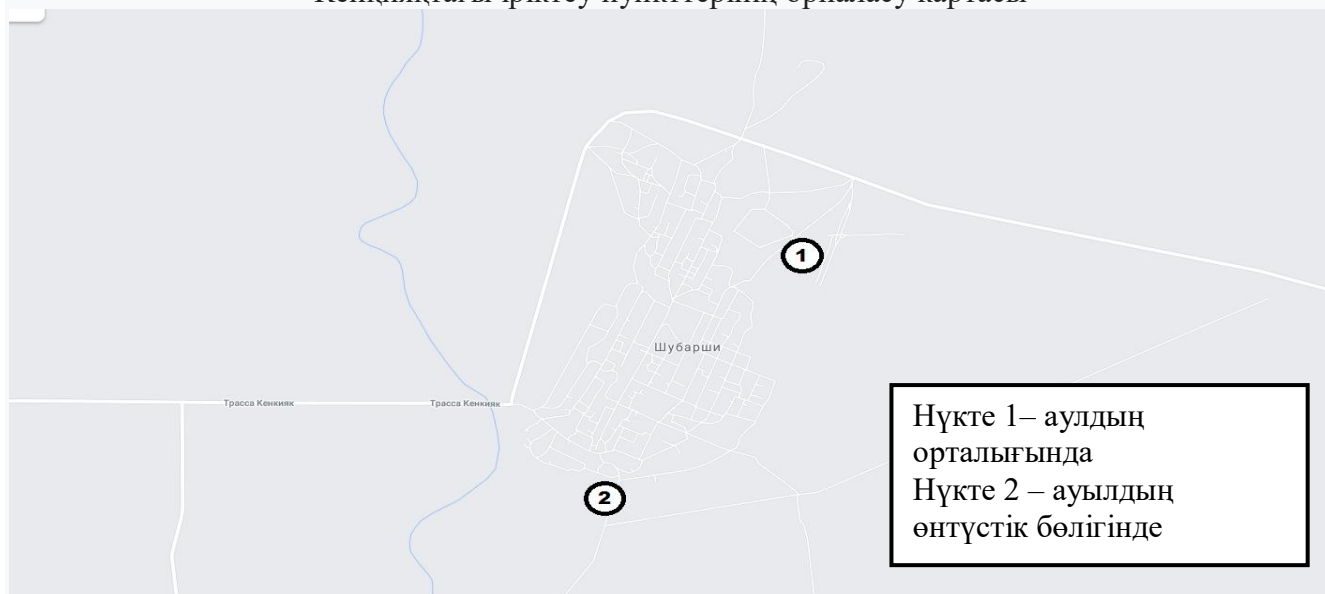 1
Шубарши
Трасса Кенкияк
Трасса Кенкияк
2
Нүкте 1– аулдың
орталығында
Нүкте 2 – ауылдың
өнтүстік бөлігінде